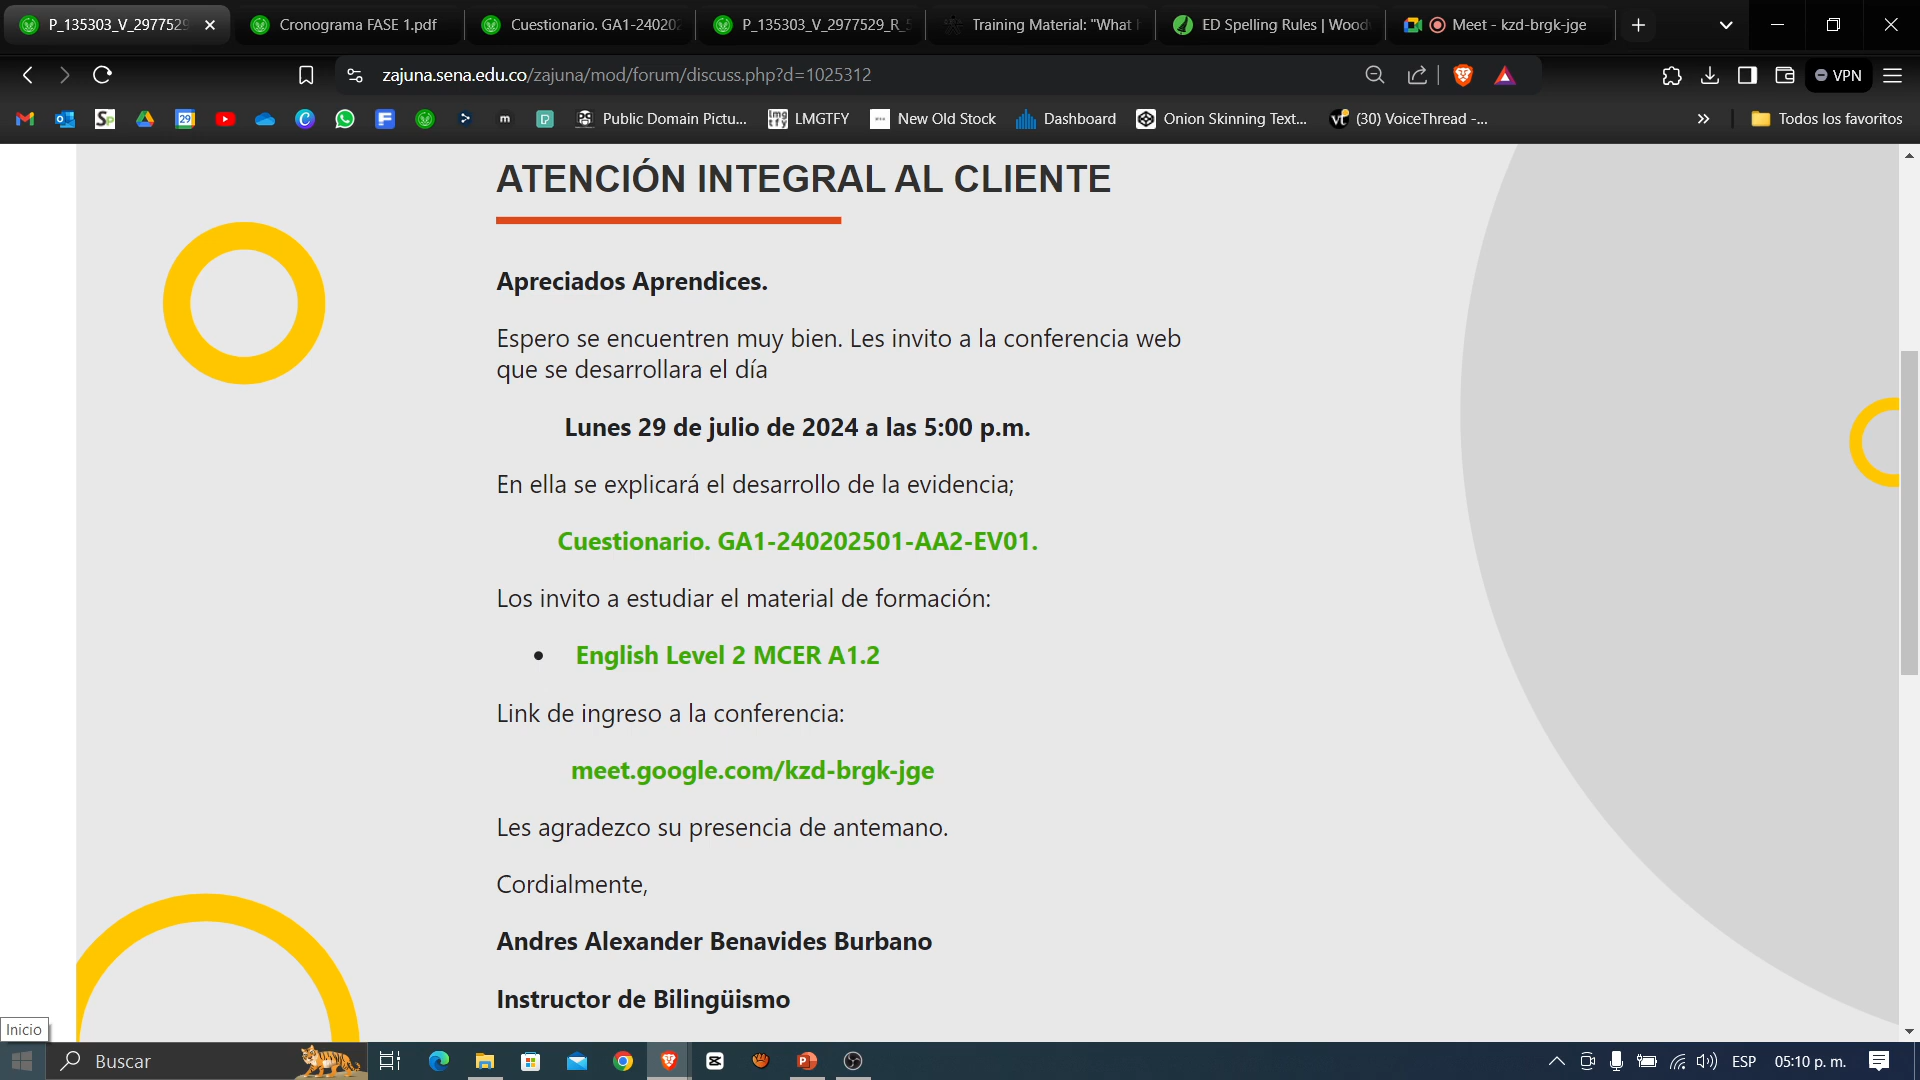 P_135303_V_2977529
Cronograma FASE 1.pdf
Cuestionario. GA1-24020
P_135303_V_2977529_R_
Training Material: "What
ED Spelling Rules | Wood
Meet - kzd-brgk-jge
zajuna.sena.edu.co/zajuna/mod/forum/discuss.php?d=1025312
VPN
29
Public Domain Pictu...
LMGTFY
New Old Stock
Dashboard
Onion Skinning Text...
(30) VoiceThread -...
Todos los favoritos
ATENCIÓN INTEGRAL AL CLIENTE
Apreciados Aprendices.
Espero se encuentren muy bien. Les invito a la conferencia web
que se desarrollara el día
Lunes 29 de julio de 2024 a las 5:00 p.m.
En ella se explicará el desarrollo de la evidencia;
Cuestionario. GA1-240202501-AA2-EV01.
Los invito a estudiar el material de formación:
• English Level 2 MCER A1.2
Link de ingreso a la conferencia:
meet.google.com/kzd-brgk-jge
Les agradezco su presencia de antemano.
Cordialmente,
Andres Alexander Benavides Burbano
Instructor de Bilingüismo
Inicio
Buscar
ESP
05:10 p. m.